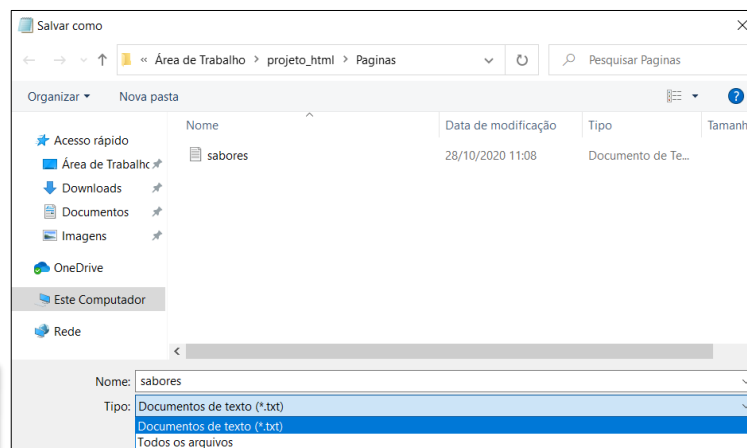 Salvar como
« Área de Trabalho > projeto_html > Paginas
Pesquisar Paginas
Organizar
Nova pasta
Nome Data de modificação Tipo Tamanh
Acesso rápido
Área de Trabalhc
Downloads
Documentos
Imagens
OneDrive
Este Computador
Rede
sabores 28/10/2020 11:08 Documento de Te...
Nome: sabores
Tipo: Documentos de texto (*.txt)
Documentos de texto (*.txt)
Todos os arquivos